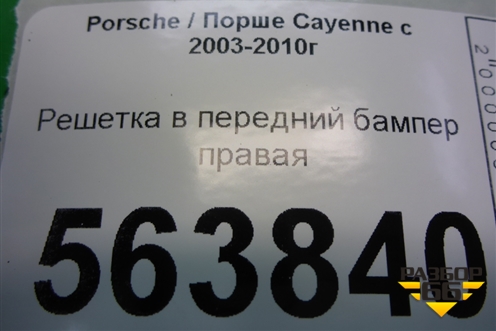 Porsche / Порше Cayenne с
2003-2010г
Решетка в передний бампер
правая
563840
РАЗБОР
66